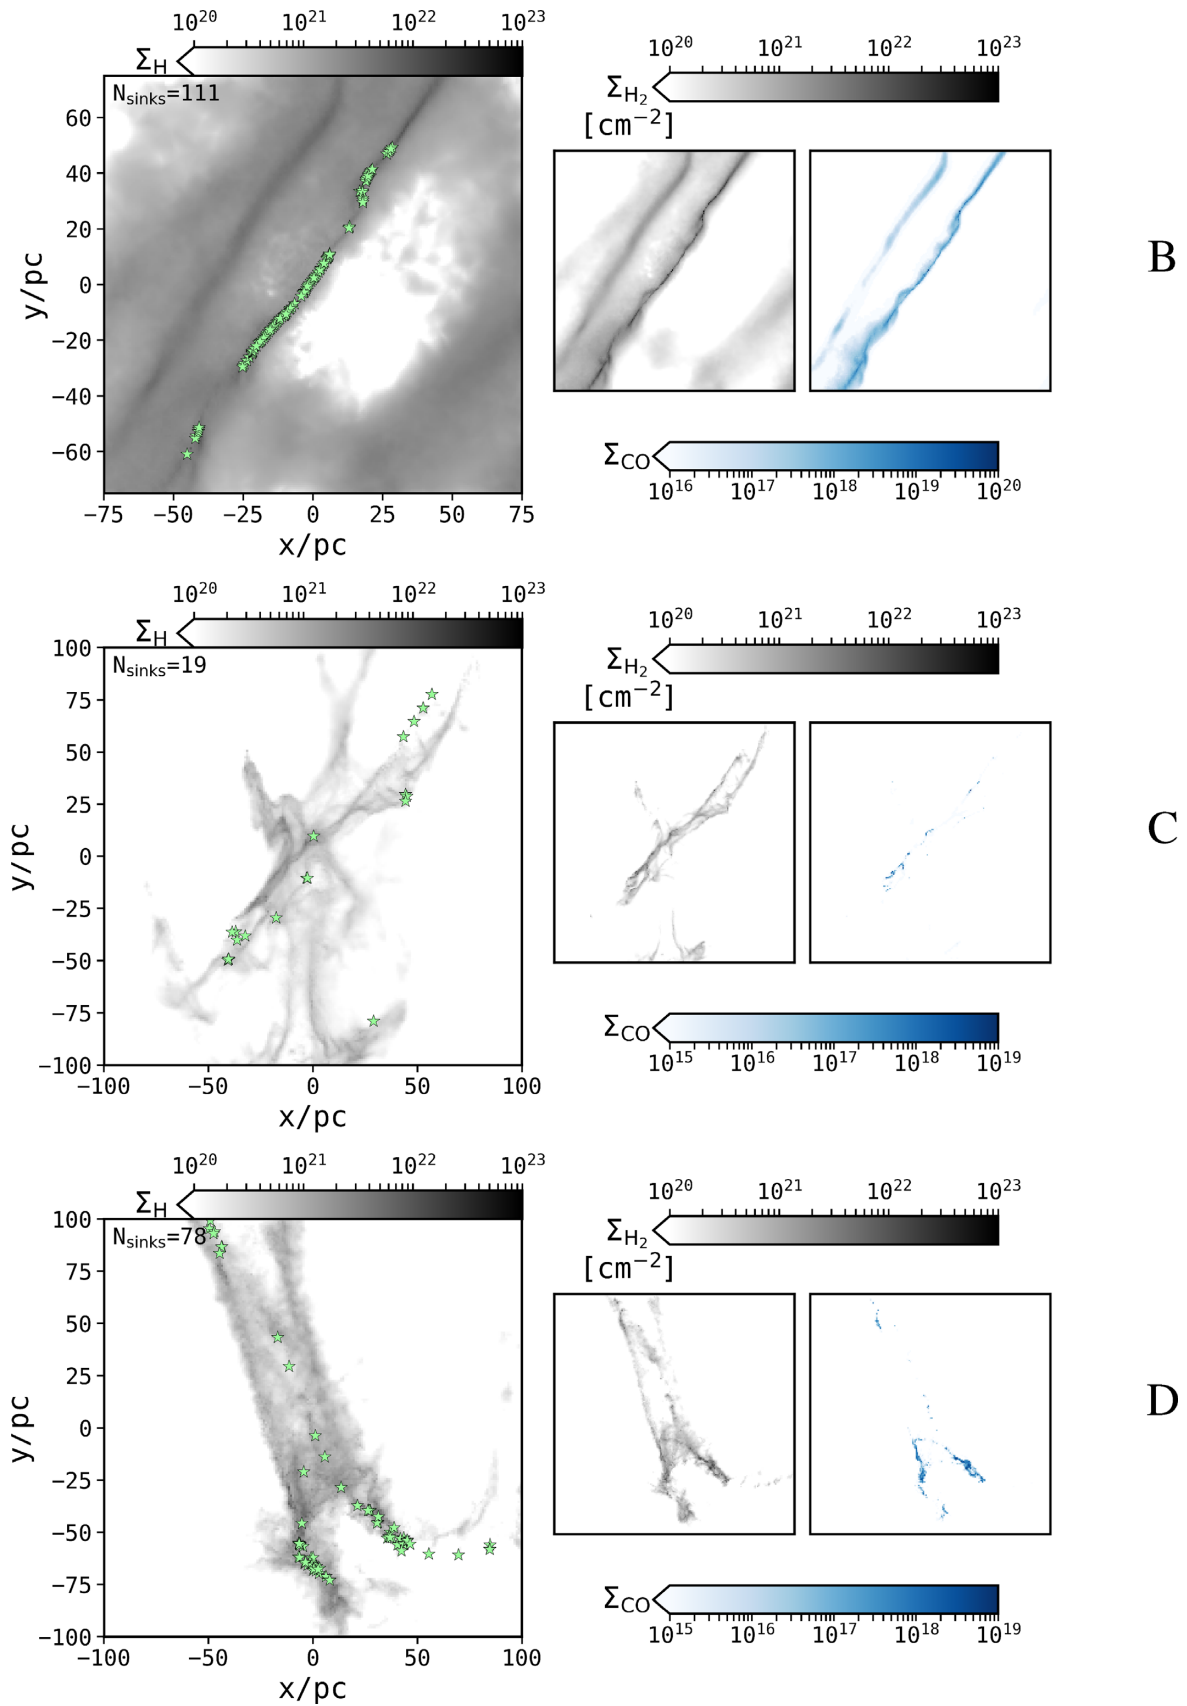 10^20 10^21 10^22 10^23
Σ_H
N_sinks=111
60
40
20
0
−20
−40
−60
y/pc
−75 −50 −25 0 25 50 75
x/pc
10^20 10^21 10^22 10^23
Σ_H₂
[cm^−2]
Σ_CO
10^16 10^17 10^18 10^19 10^20
B
10^20 10^21 10^22 10^23
Σ_H
N_sinks=19
100
75
50
25
0
−25
−50
−75
−100
y/pc
−100 −50 0 50 100
x/pc
10^20 10^21 10^22 10^23
Σ_H₂
[cm^−2]
Σ_CO
10^15 10^16 10^17 10^18 10^19
C
10^20 10^21 10^22 10^23
Σ_H
N_sinks=78
100
75
50
25
0
−25
−50
−75
−100
y/pc
−100 −50 0 50 100
x/pc
10^20 10^21 10^22 10^23
Σ_H₂
[cm^−2]
Σ_CO
10^15 10^16 10^17 10^18 10^19
D